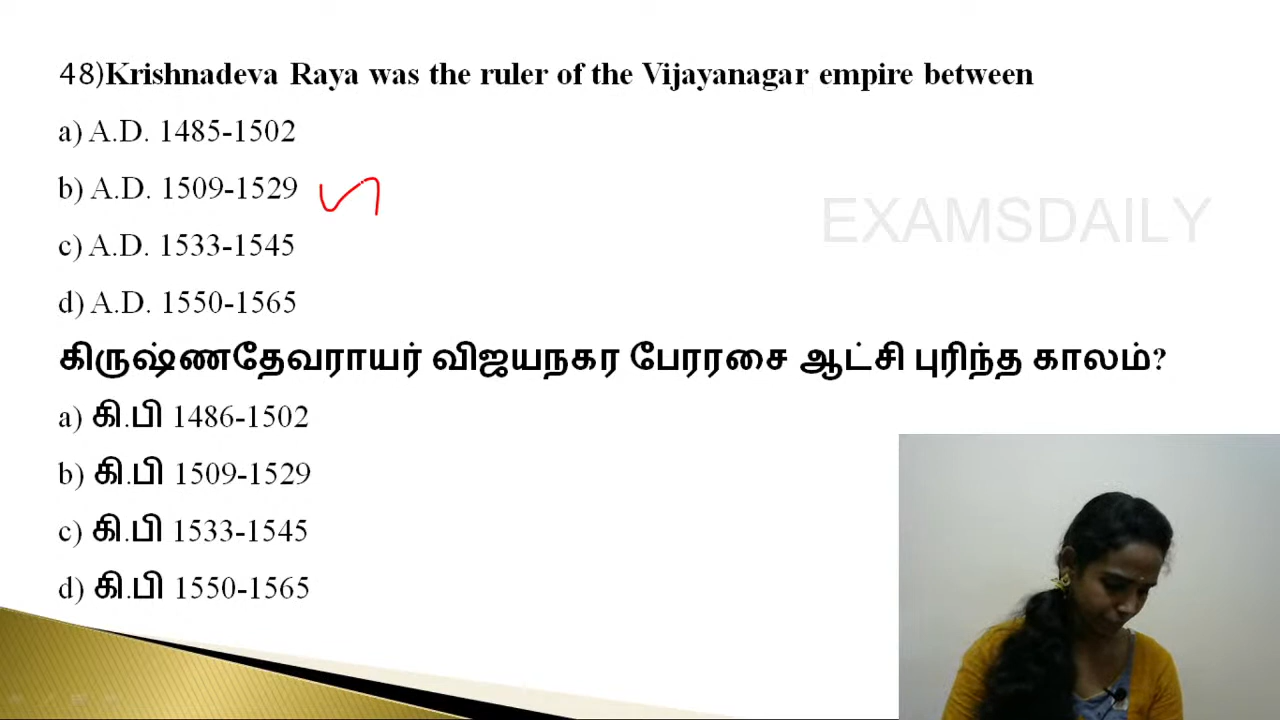 48)Krishnadeva Raya was the ruler of the Vijayanagar empire between
a) A.D. 1485-1502
b) A.D. 1509-1529
EXAMSDAILY
c) A.D. 1533-1545
d) A.D. 1550-1565
கிருஷ்ணதேவராயர் விஜயநகர பேரரசை ஆட்சி புரிந்த காலம்?
a) கி.பி 1486-1502
b) கி.பி 1509-1529
c) கி.பி 1533-1545
d) கி.பி 1550-1565